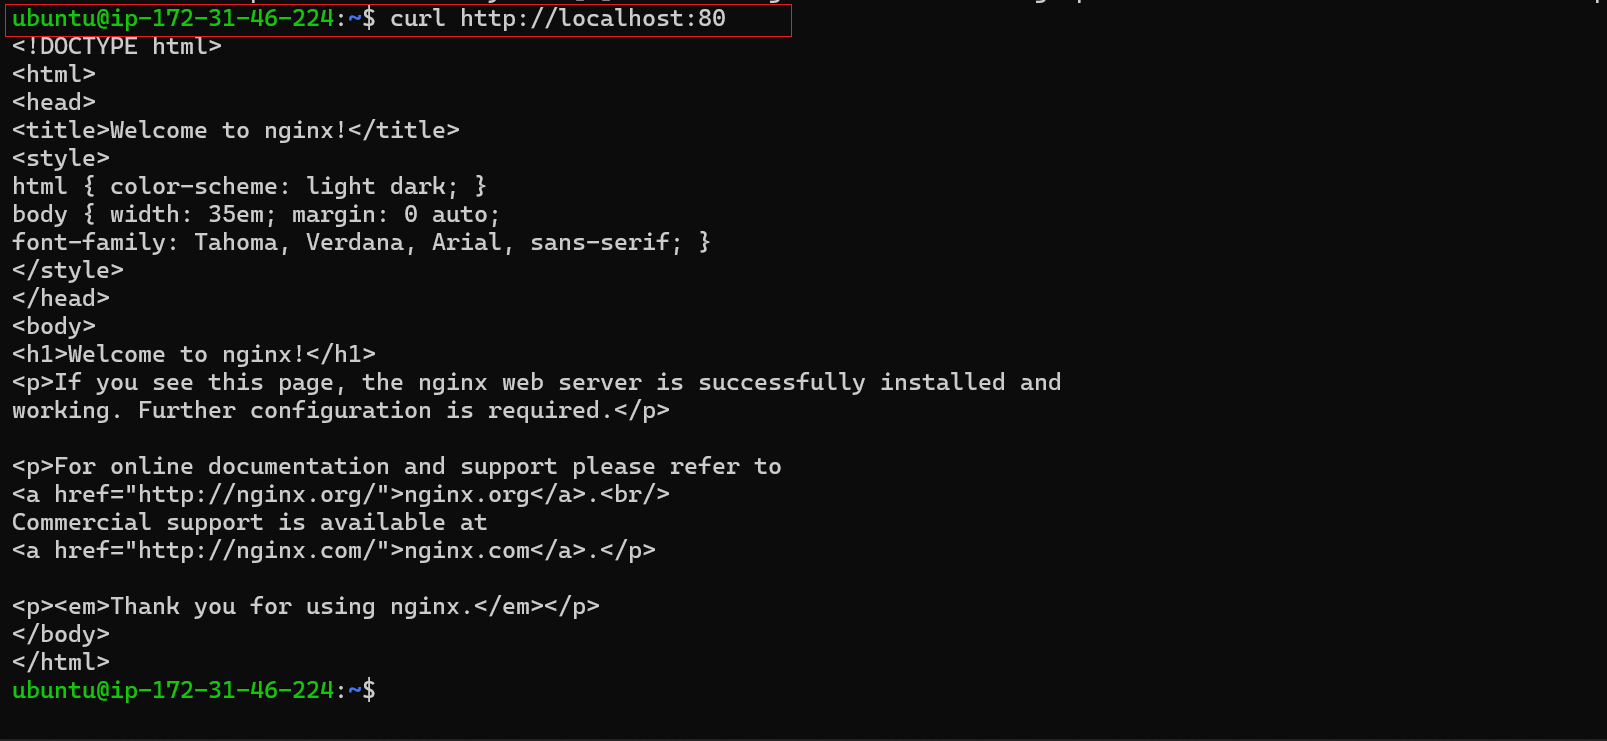 ubuntu@ip-172-31-46-224:~$ curl http://localhost:80
<!DOCTYPE html>
<html>
<head>
<title>Welcome to nginx!</title>
<style>
html { color-scheme: light dark; }
body { width: 35em; margin: 0 auto;
font-family: Tahoma, Verdana, Arial, sans-serif; }
</style>
</head>
<body>
<h1>Welcome to nginx!</h1>
<p>If you see this page, the nginx web server is successfully installed and
working. Further configuration is required.</p>

<p>For online documentation and support please refer to
<a href="http://nginx.org/">nginx.org</a>.<br/>
Commercial support is available at
<a href="http://nginx.com/">nginx.com</a>.</p>

<p><em>Thank you for using nginx.</em></p>
</body>
</html>
ubuntu@ip-172-31-46-224:~$